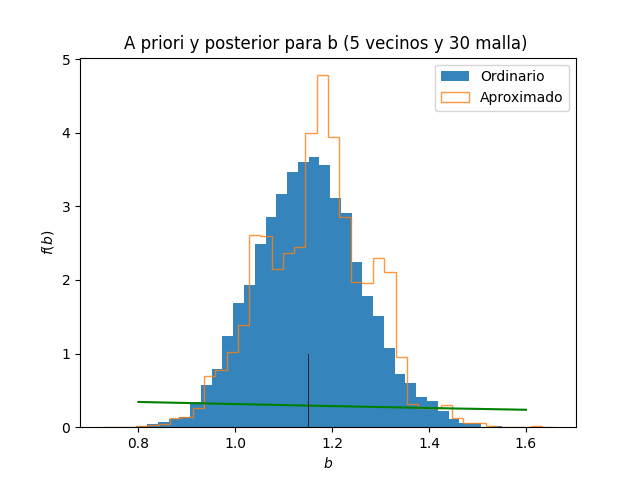 A priori y posterior para b (5 vecinos y 30 malla)
Ordinario
Aproximado
f(b)
5
4
3
2
1
0
0.8 1.0 1.2 1.4 1.6
b